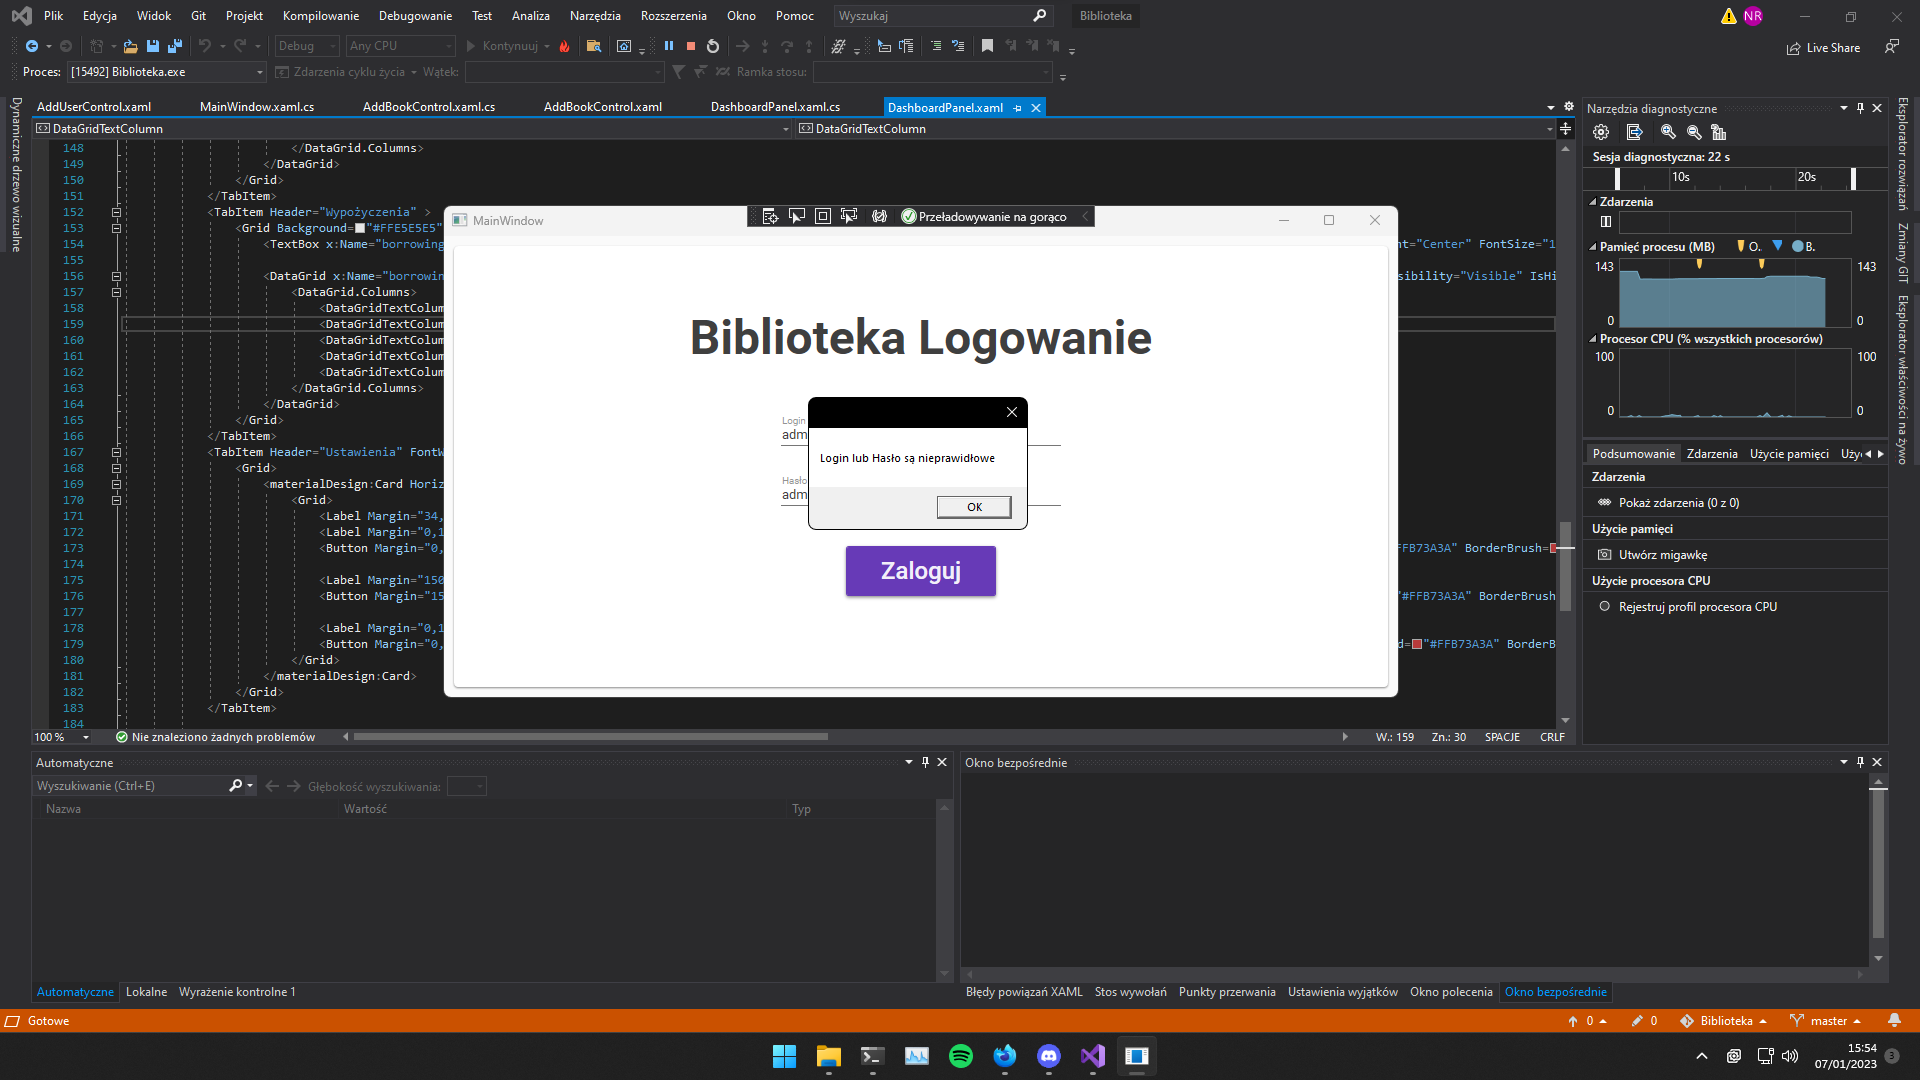 Plik Edycja Widok Git Projekt Kompilowanie Debugowanie Test Analiza Narzędzia Rozszerzenia Okno Pomoc Wyszukaj Biblioteka NR
Debug Any CPU Kontynuuj Live Share
Proces: [15492] Biblioteka.exe Zdarzenia cyklu życia Wątek: Ramka stosu:
AddUserControl.xaml MainWindow.xaml.cs AddBookControl.xaml.cs AddBookControl.xaml DashboardPanel.xaml.cs DashboardPanel.xaml
DataGridTextColumn DataGridTextColumn
Dynamiczne drzewo wizualne
148 </DataGrid.Columns>
149 </DataGrid>
150 </Grid>
151 </TabItem>
152 <TabItem Header="Wypożyczenia" >
153 <Grid Background="#FFE5E5E5"
154 <TextBox x:Name="borrowing nt="Center" FontSize="1
155
156 <DataGrid x:Name="borrowin sibility="Visible" IsHi
157 <DataGrid.Columns>
158 <DataGridTextColum
159 <DataGridTextColum
160 <DataGridTextColum
161 <DataGridTextColum
162 <DataGridTextColum
163 </DataGrid.Columns>
164 </DataGrid>
165 </Grid>
166 </TabItem>
167 <TabItem Header="Ustawienia" FontW
168 <Grid>
169 <materialDesign:Card Horiz
170 <Grid>
171 <Label Margin="34,
172 <Label Margin="0,1
173 <Button Margin="0, FFB73A3A" BorderBrush=
174
175 <Label Margin="150
176 <Button Margin="15 "#FFB73A3A" BorderBrush
177
178 <Label Margin="0,1
179 <Button Margin="0, d="#FFB73A3A" BorderB
180 </Grid>
181 </materialDesign:Card>
182 </Grid>
183 </TabItem>
184
MainWindow
Przeładowywanie na gorąco
Biblioteka Logowanie
Login
adm
Hasło
adm
Login lub Hasło są nieprawidłowe
OK
Zaloguj
100 % Nie znaleziono żadnych problemów W.: 159 Zn.: 30 SPACJE CRLF
Narzędzia diagnostyczne
Sesja diagnostyczna: 22 s
10s 20s
Zdarzenia
Pamięć procesu (MB) O. B.
143 143
0 0
Procesor CPU (% wszystkich procesorów)
100 100
0 0
Podsumowanie Zdarzenia Użycie pamięci Uży
Zdarzenia
Pokaż zdarzenia (0 z 0)
Użycie pamięci
Utwórz migawkę
Użycie procesora CPU
Rejestruj profil procesora CPU
Eksplorator rozwiązań
Zmiany GIT
Eksplorator właściwości na żywo
Automatyczne
Wyszukiwanie (Ctrl+E) Głębokość wyszukiwania:
Nazwa Wartość Typ
Automatyczne Lokalne Wyrażenie kontrolne 1
Okno bezpośrednie
Błędy powiązań XAML Stos wywołań Punkty przerwania Ustawienia wyjątków Okno polecenia Okno bezpośrednie
Gotowe 0 0 Biblioteka master
15:54
07/01/2023 3